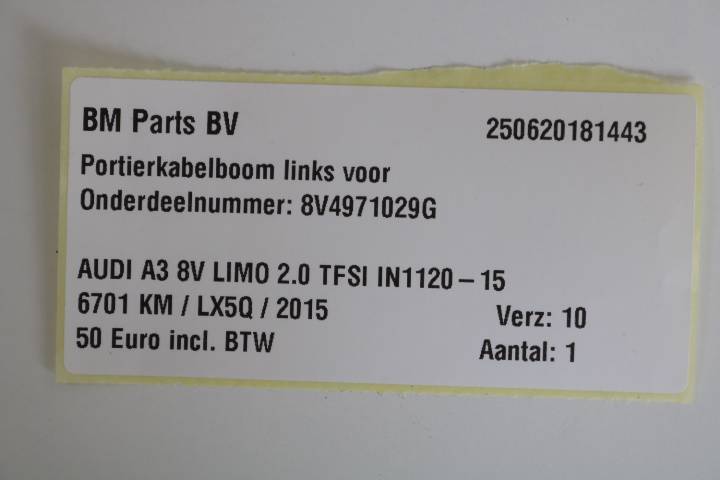 BM Parts BV 250620181443
Portierkabelboom links voor
Onderdeelnummer: 8V4971029G
AUDI A3 8V LIMO 2.0 TFSI IN1120-15
6701 KM / LX5Q / 2015 Verz: 10
50 Euro incl. BTW Aantal: 1